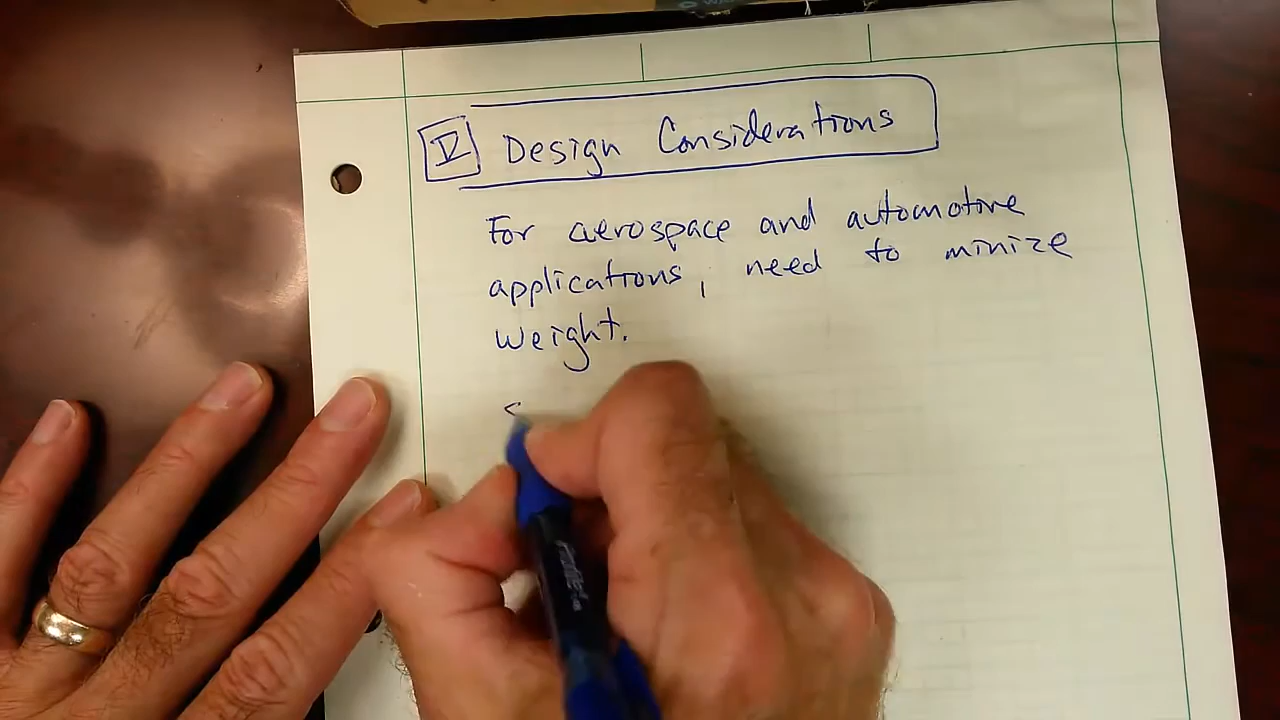 V Design Considerations
For aerospace and automotive
applications, need to minize
weight.